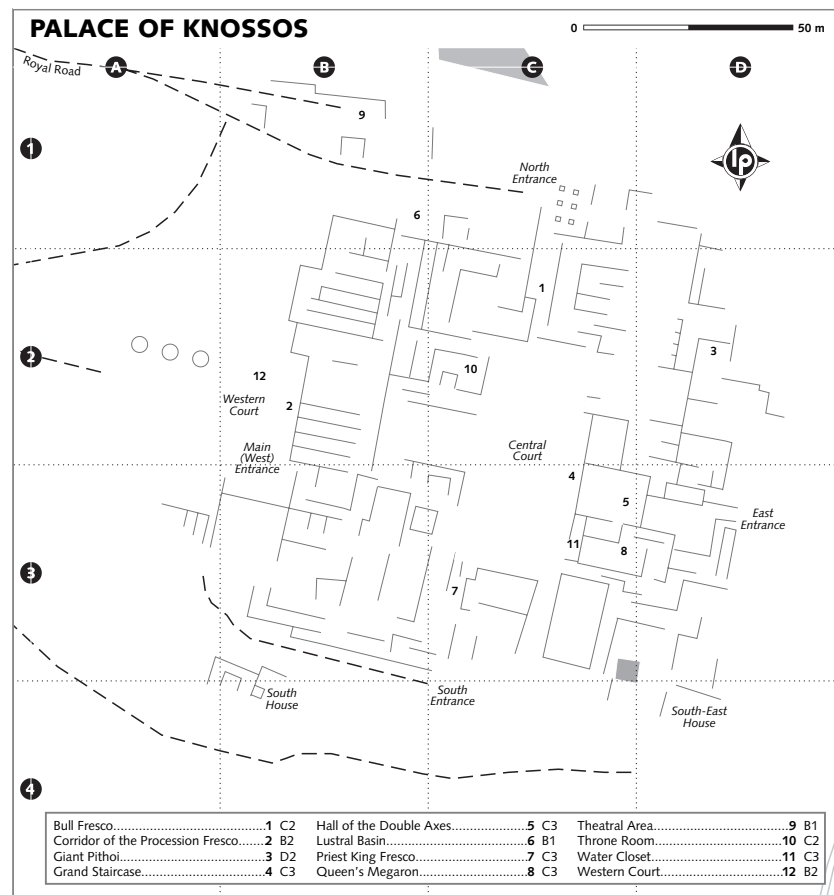 PALACE OF KNOSSOS
0 50 m
Royal Road
A
B
C
D
9
1
lp
North
Entrance
6
1
2
3
10
12
Western
Court
2
Main
(West)
Entrance
Central
Court
4
5
East
Entrance
11
8
3
7
South
House
South
Entrance
South-East
House
4
Bull Fresco....1 C2
Corridor of the Procession Fresco....2 B2
Giant Pithoi....3 D2
Grand Staircase....4 C3
Hall of the Double Axes....5 C3
Lustral Basin....6 B1
Priest King Fresco....7 C3
Queen's Megaron....8 C3
Theatral Area....9 B1
Throne Room....10 C2
Water Closet....11 C3
Western Court....12 B2